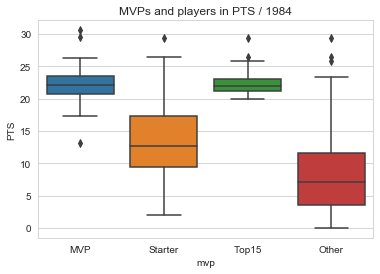 MVPs and players in PTS / 1984
PTS
30
25
20
15
10
5
0
MVP Starter Top15 Other
mvp